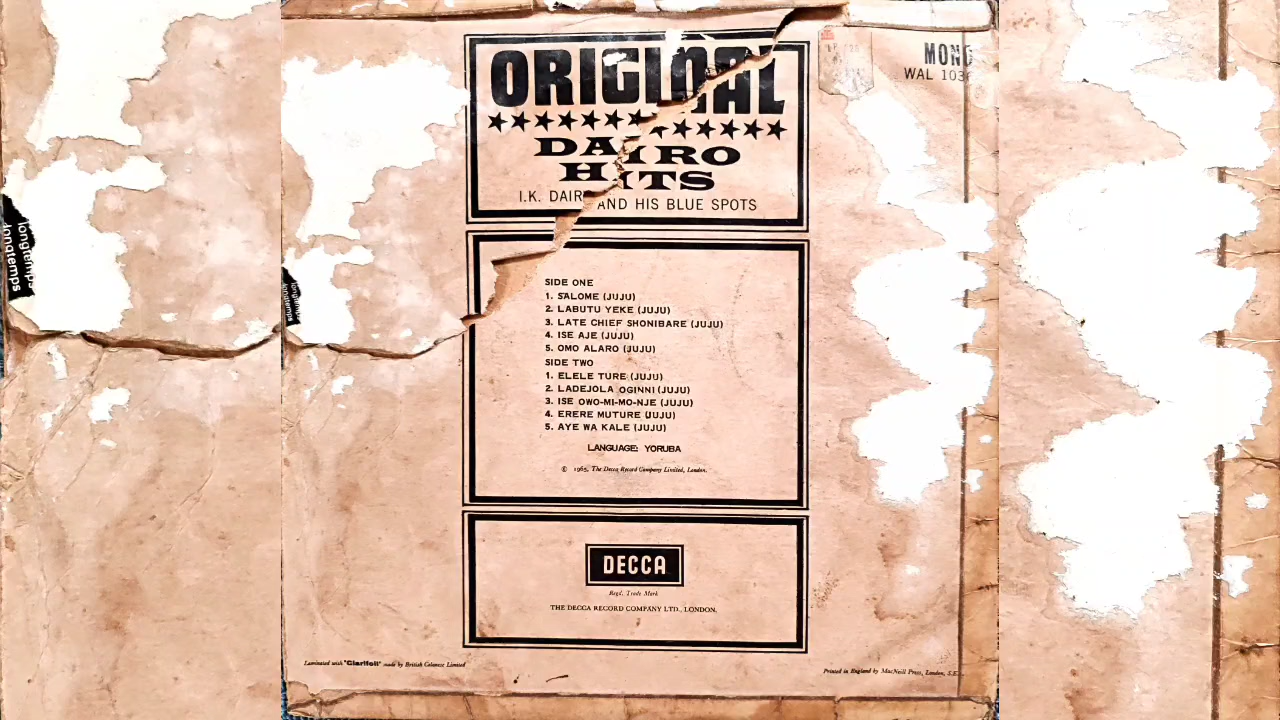 ORIGINAL
MONO
WAL 103
DAIRO
HITS
I.K. DAIRO AND HIS BLUE SPOTS
longtemps
longtemps
longtemps
longtemps
SIDE ONE
1. SALOME (JUJU)
2. LABUTU YEKE (JUJU)
3. LATE CHIEF SHONIBARE (JUJU)
4. ISE AJE (JUJU)
5. OMO ALARO (JUJU)
SIDE TWO
1. ELELE TURE (JUJU)
2. LADEJOLA OGINNI (JUJU)
3. ISE OWO-MI-MO-NJE (JUJU)
4. ERERE MUTURE (JUJU)
5. AYE WA KALE (JUJU)
LANGUAGE: YORUBA
© 1965, The Decca Record Company Limited, London.
DECCA
Regd. Trade Mark
THE DECCA RECORD COMPANY LTD., LONDON.
Laminated with "Clarifoil" made by British Celanese Limited
Printed in England by MacNeill Press, London, S.E.